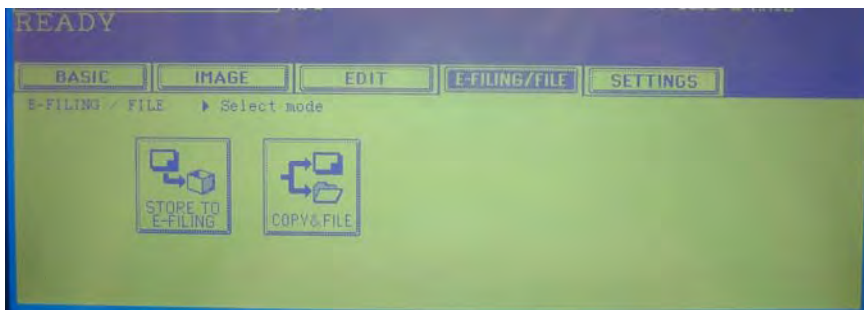 READY
BASIC IMAGE EDIT E-FILING/FILE SETTINGS
E-FILING / FILE ▶ Select mode
STORE TO
E-FILING
COPY&FILE